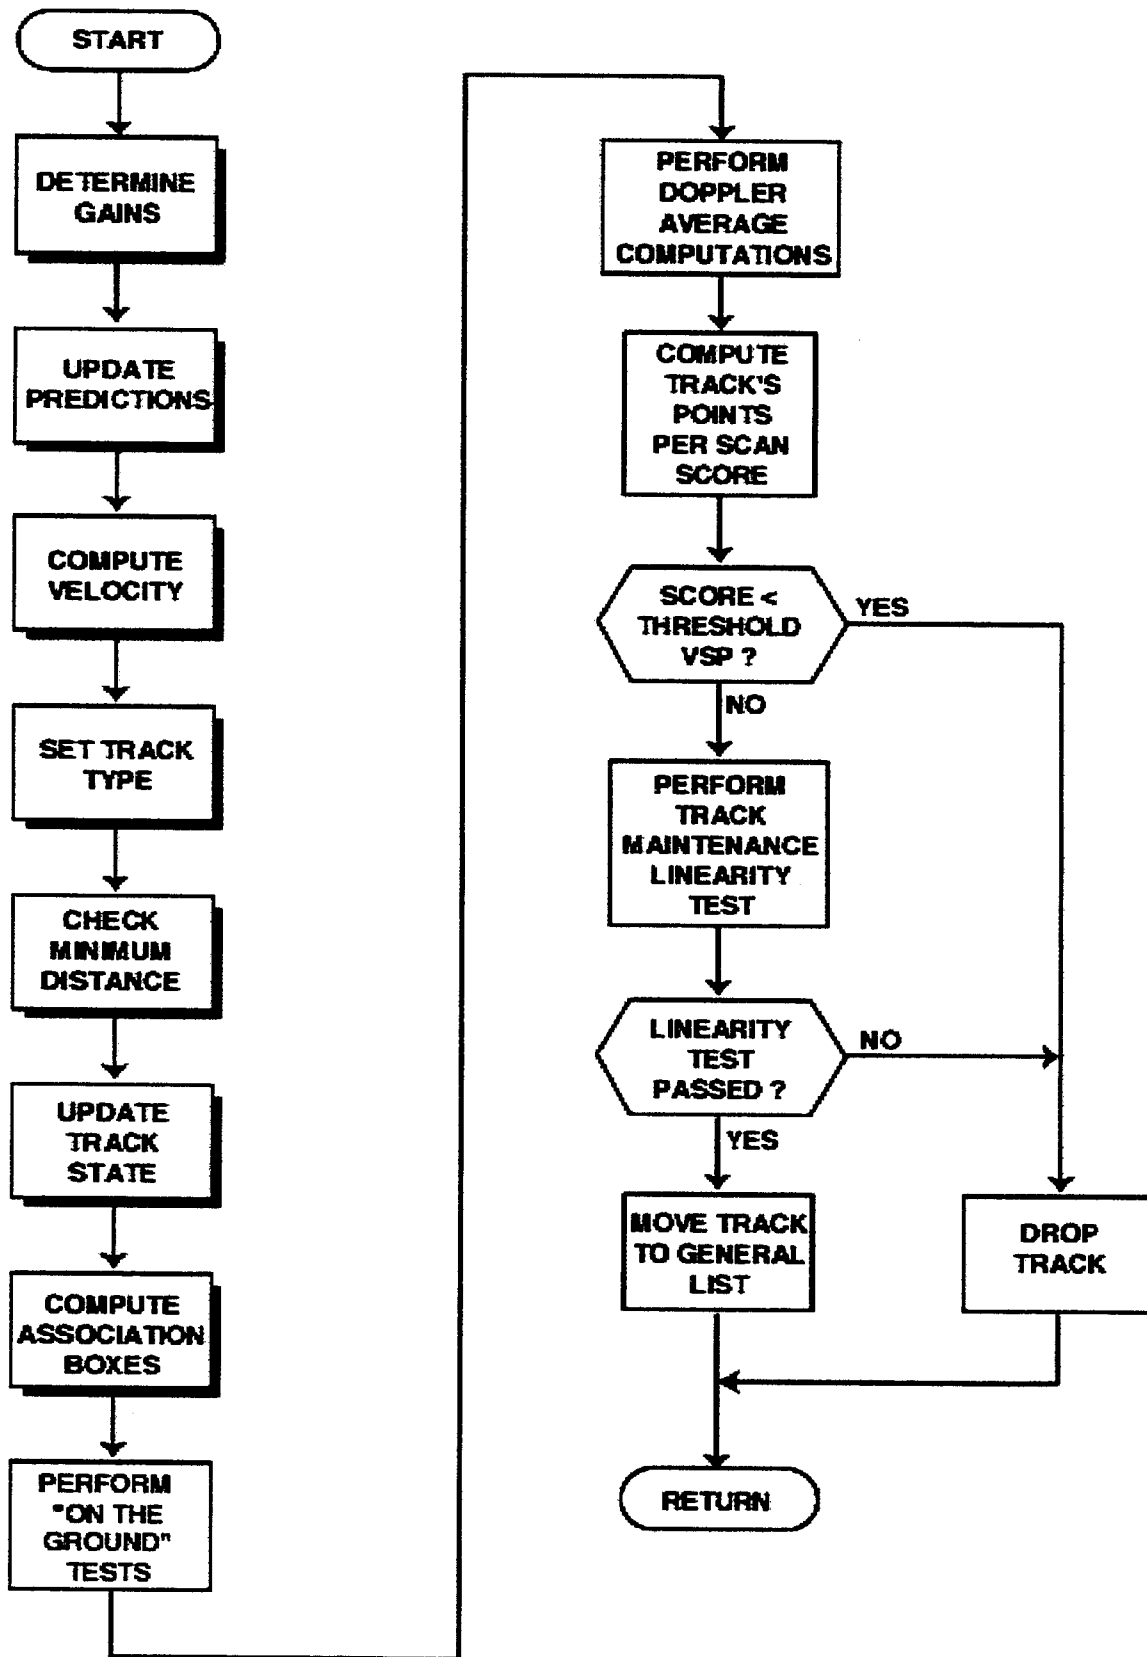 START
DETERMINE
GAINS
UPDATE
PREDICTIONS
COMPUTE
VELOCITY
SET TRACK
TYPE
CHECK
MINIMUM
DISTANCE
UPDATE
TRACK
STATE
COMPUTE
ASSOCIATION
BOXES
PERFORM
"ON THE
GROUND"
TESTS
PERFORM
DOPPLER
AVERAGE
COMPUTATIONS
COMPUTE
TRACK'S
POINTS
PER SCAN
SCORE
SCORE <
THRESHOLD
VSP ?
YES
NO
PERFORM
TRACK
MAINTENANCE
LINEARITY
TEST
LINEARITY
TEST
PASSED ?
NO
YES
MOVE TRACK
TO GENERAL
LIST
DROP
TRACK
RETURN